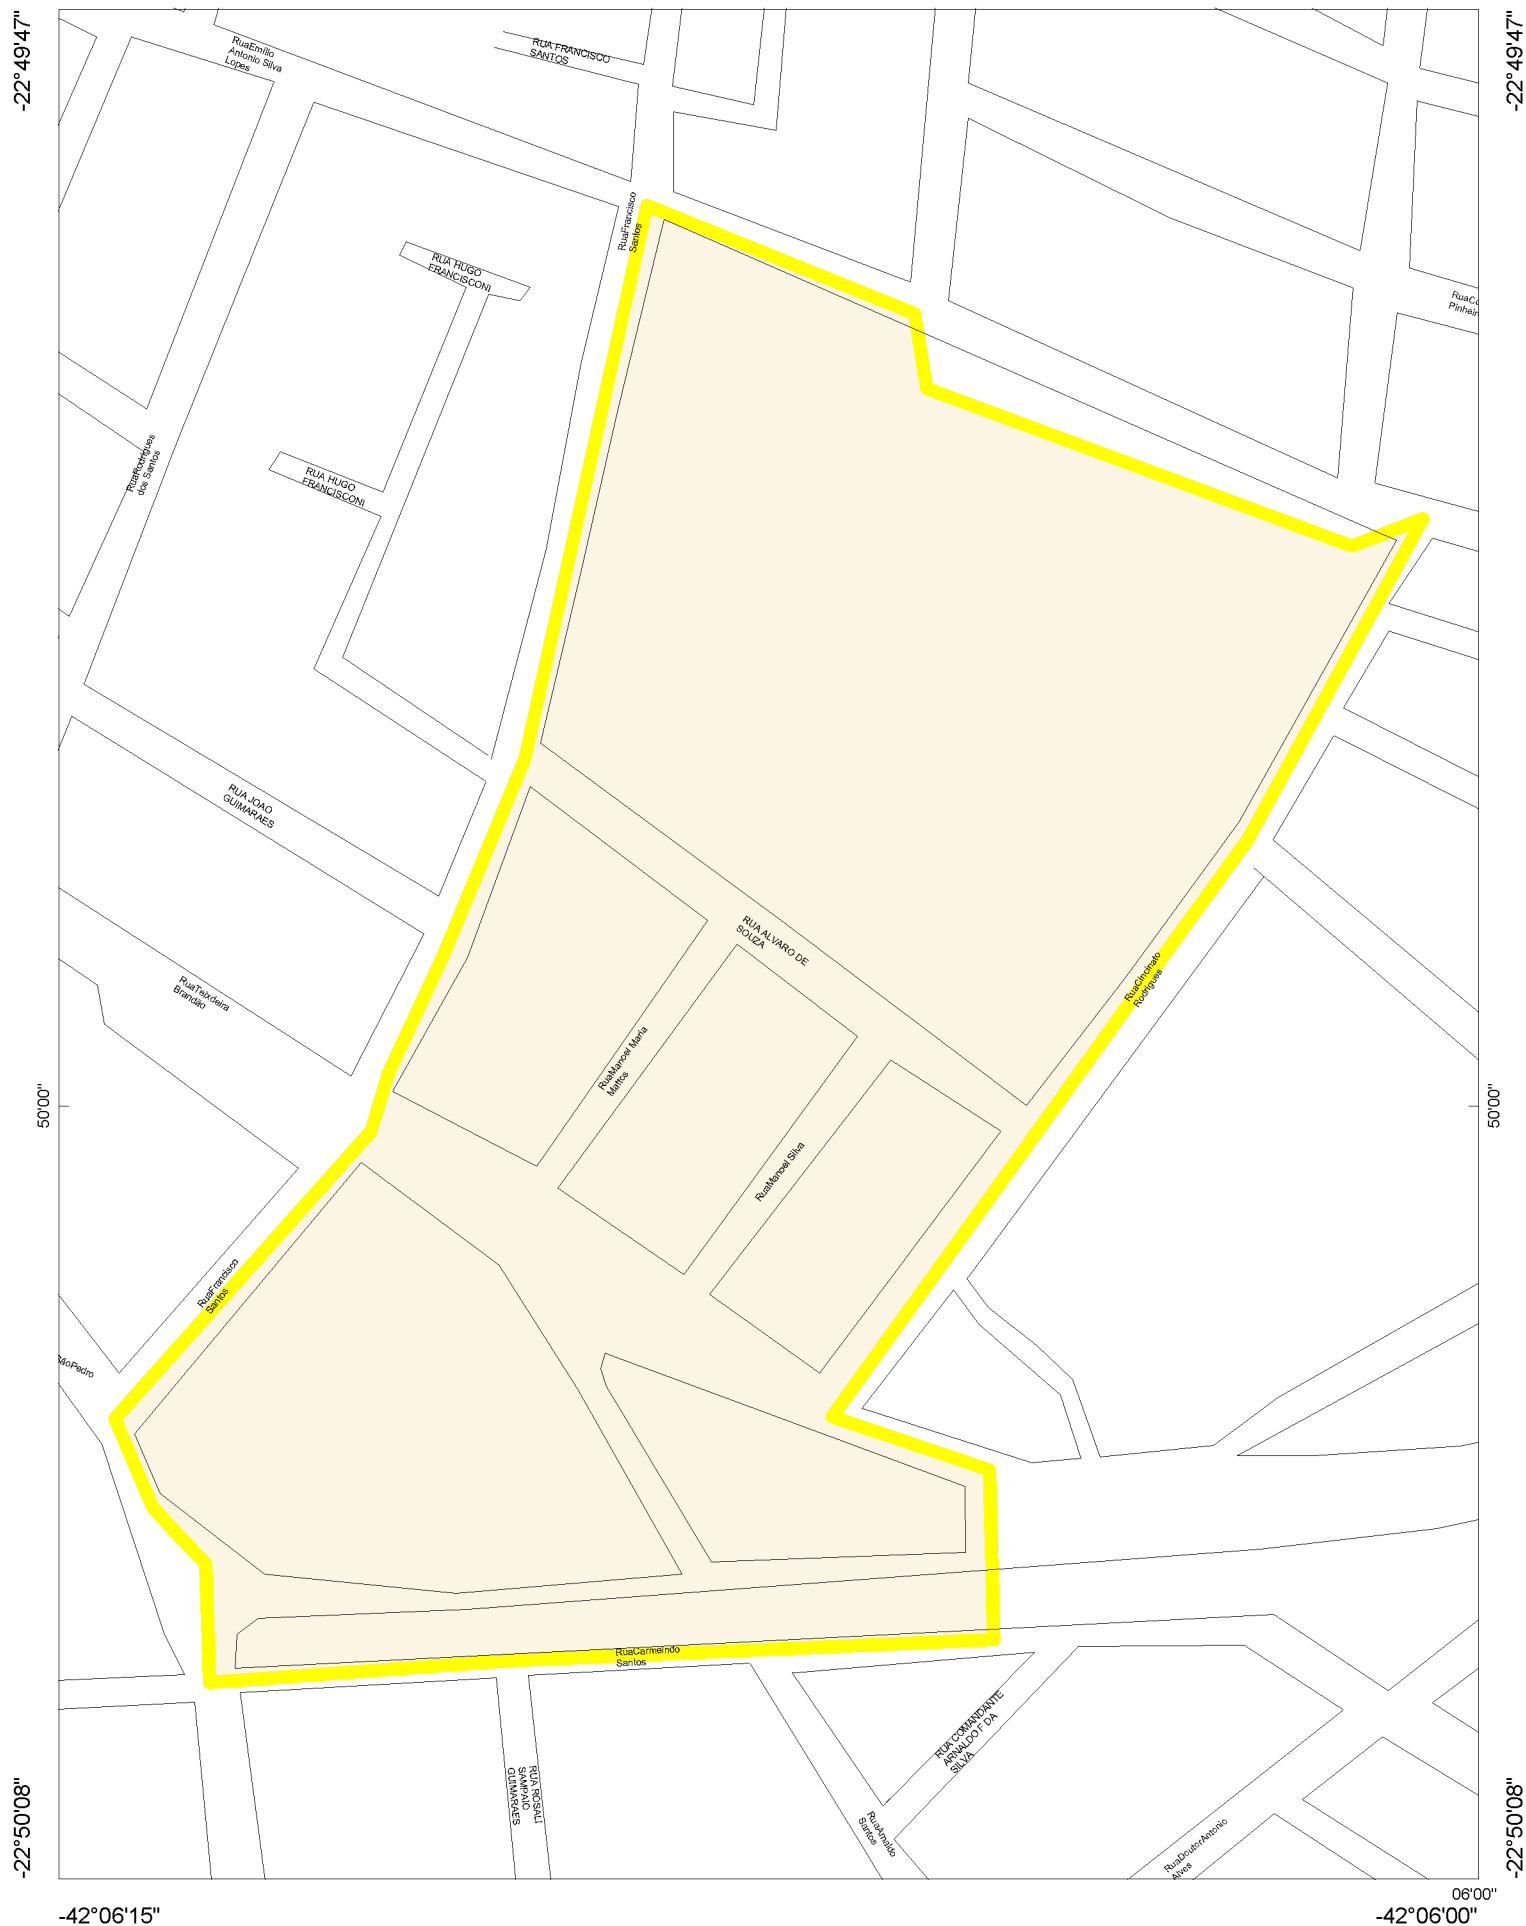 -22°49'47"
-22°49'47"
RuaEmílio
Antonio Silva
Lopes
RUA FRANCISCO
SANTOS
RuaFrancisco
Santos
RUA HUGO
FRANCISCONI
Pinheir
RuaRodrigues
dos Santos
RUA HUGO
FRANCISCONI
RUA JOAO
GUIMARAES
RUA ALVARO DE
SOUZA
RuaCincinato
Rodrigues
RuaTeixdeira
Brandão
RuaManoel Maria
Mattos
50'00"
50'00"
RuaManoel Silva
RuaFrancisco
Santos
SãoPedro
RuaCarmelndo
Santos
RUA COMANDANTE
ARNALDO F DA
SILVA
RUA ROSALI
SAMPAIO
GUIMARAES
RuaArnaldo
Santos
RuaDoutorAntonio
Alves
-22°50'08"
-22°50'08"
06'00"
-42°06'15"
-42°06'00"